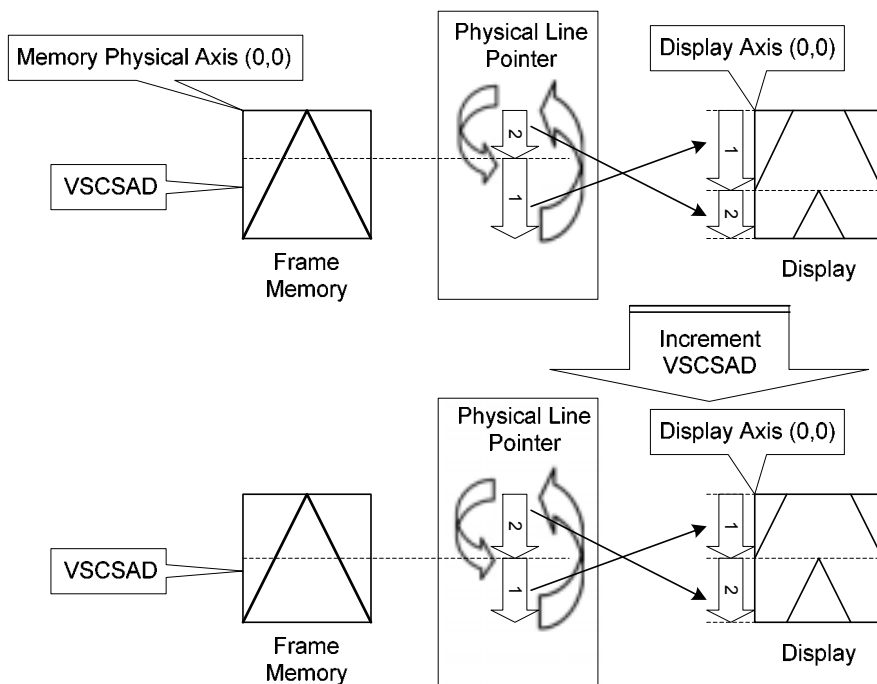 Physical Line
Pointer
Memory Physical Axis (0,0)
Display Axis (0,0)
VSCSAD
2
1
1
2
Frame
Memory
Display
Increment
VSCSAD
Physical Line
Pointer
Display Axis (0,0)
VSCSAD
2
1
1
2
Frame
Memory
Display